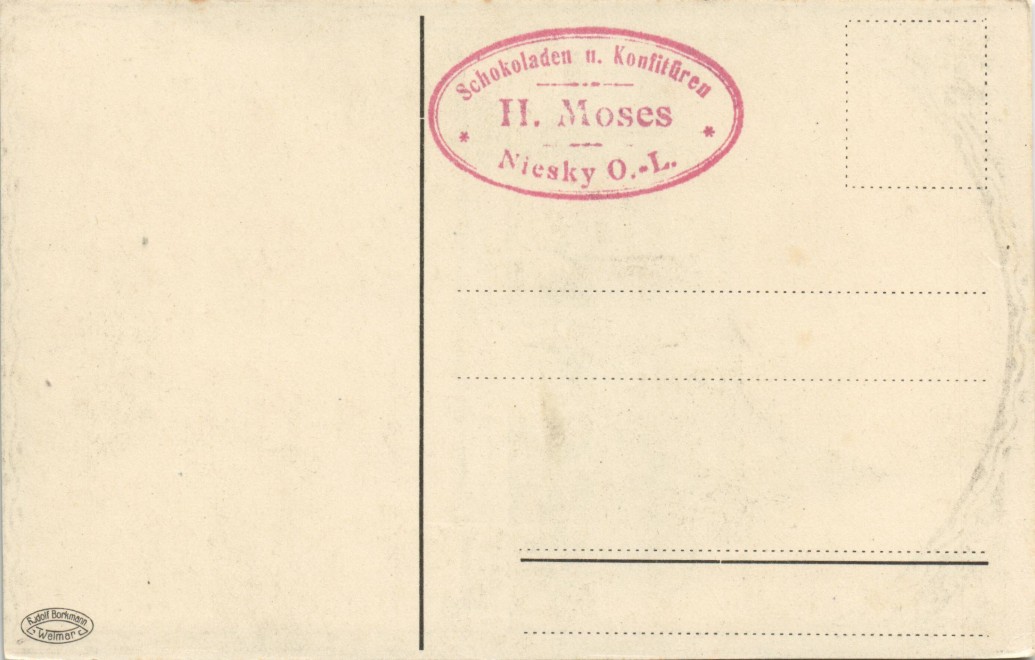 Schokoladen u. Konfitüren
* H. Moses *
Niesky O.-L.
Rudolf Borkmann
Weimar